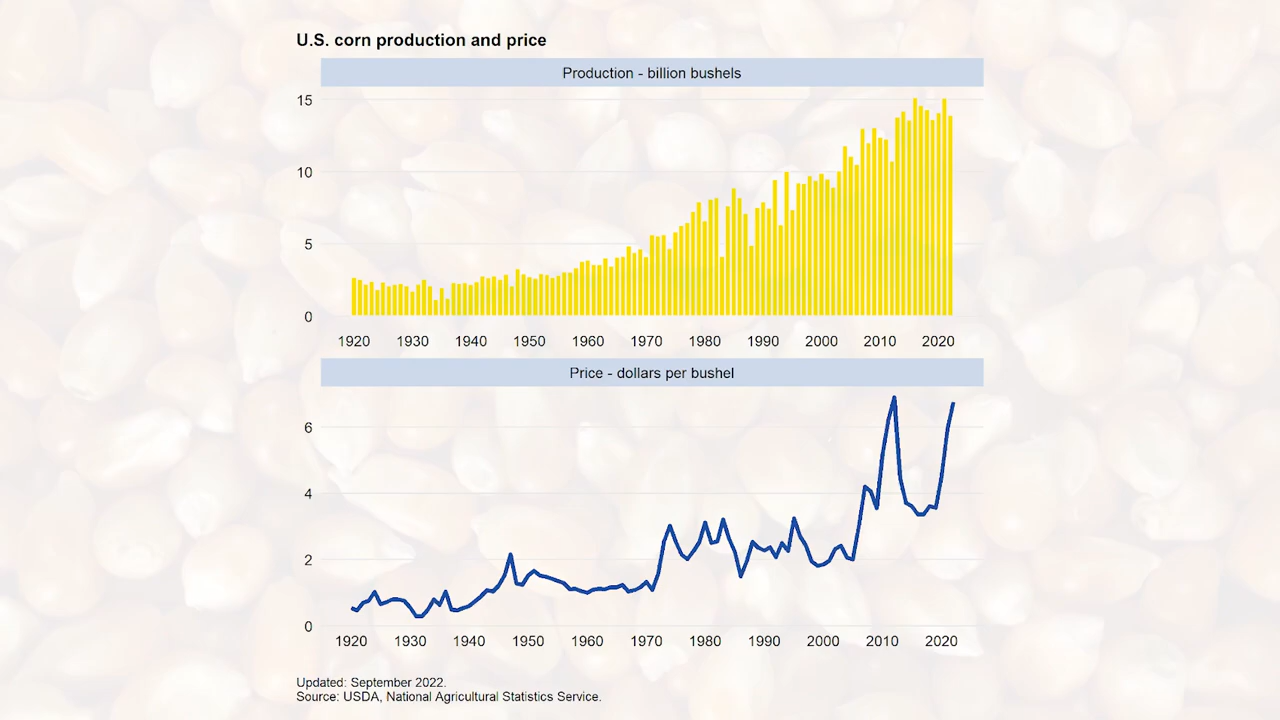 U.S. corn production and price
Production - billion bushels
15
10
5
0
1920 1930 1940 1950 1960 1970 1980 1990 2000 2010 2020
Price - dollars per bushel
6
4
2
0
1920 1930 1940 1950 1960 1970 1980 1990 2000 2010 2020
Updated: September 2022.
Source: USDA, National Agricultural Statistics Service.